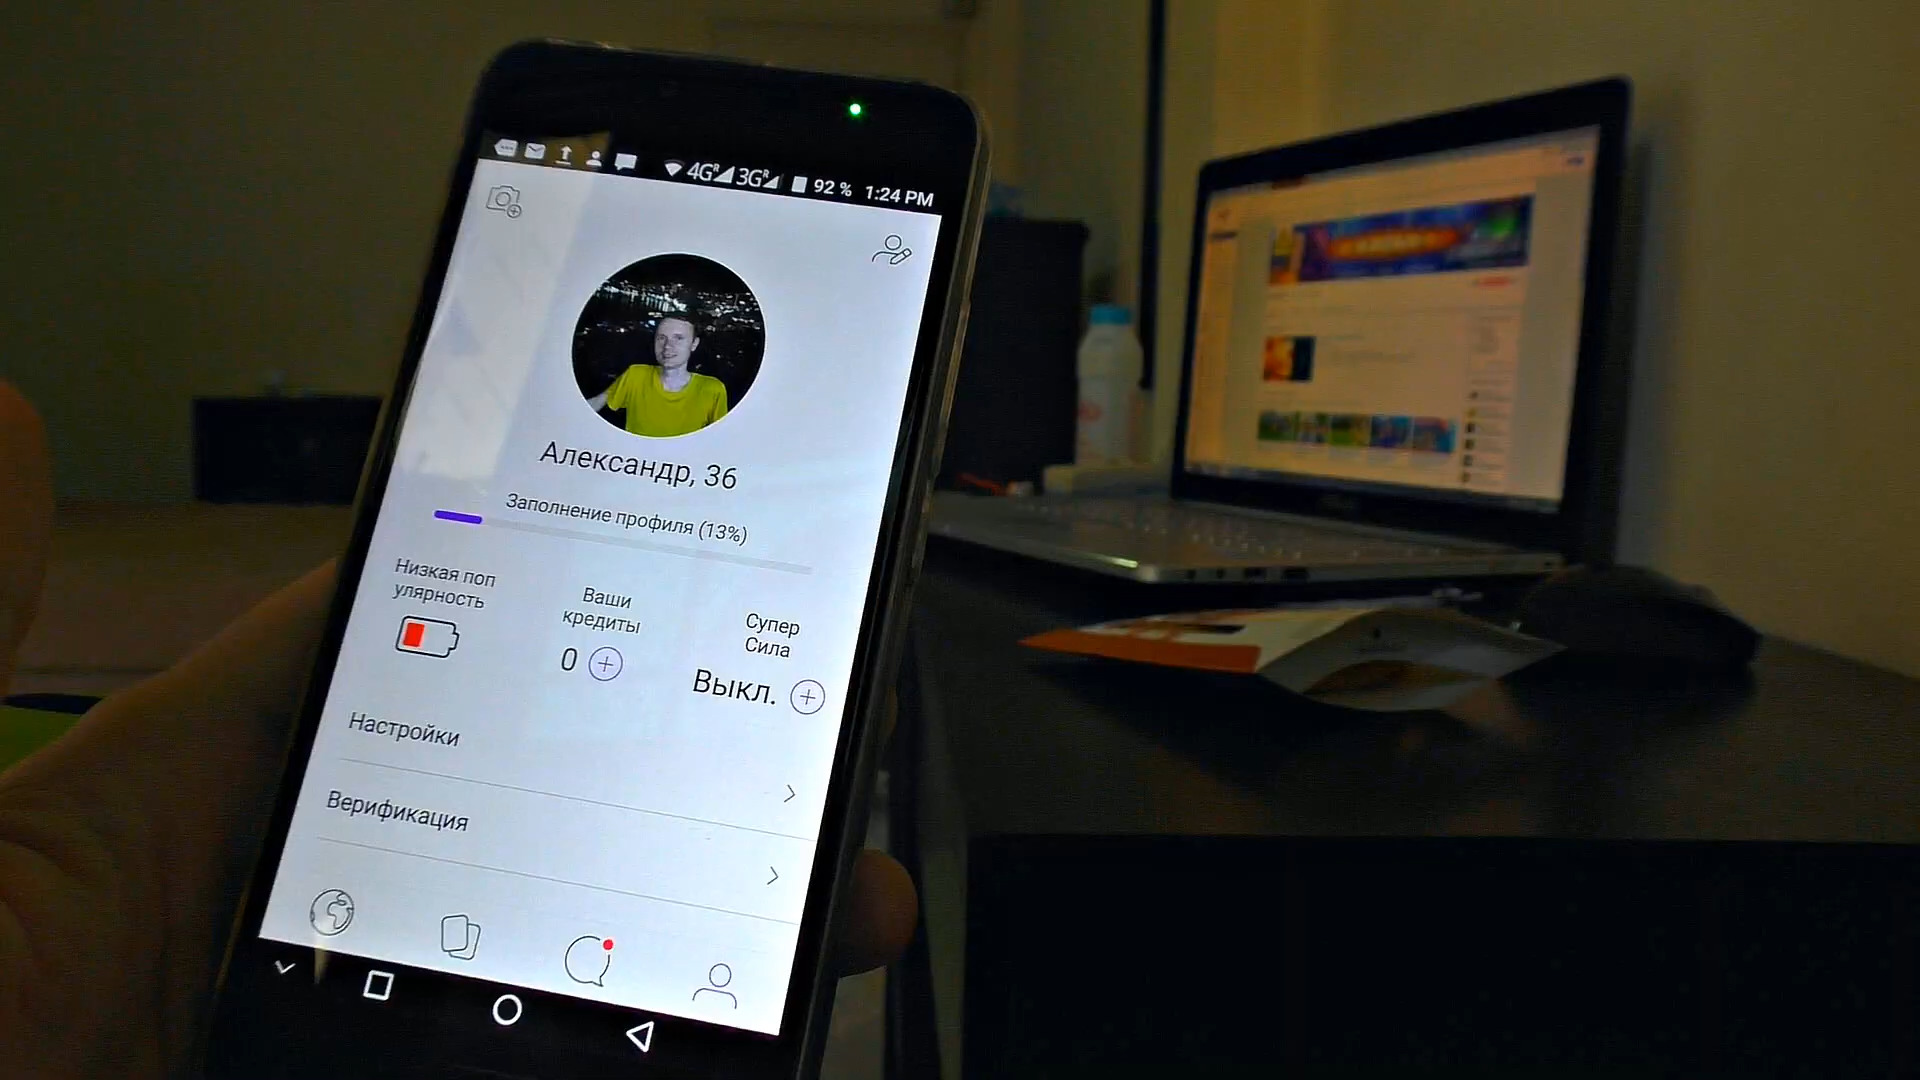 4G R 3G R 92 % 1:24 PM
Александр, 36
Заполнение профиля (13%)
Низкая поп
улярность
Ваши
кредиты
0
Супер
Сила
Выкл.
Настройки
Верификация